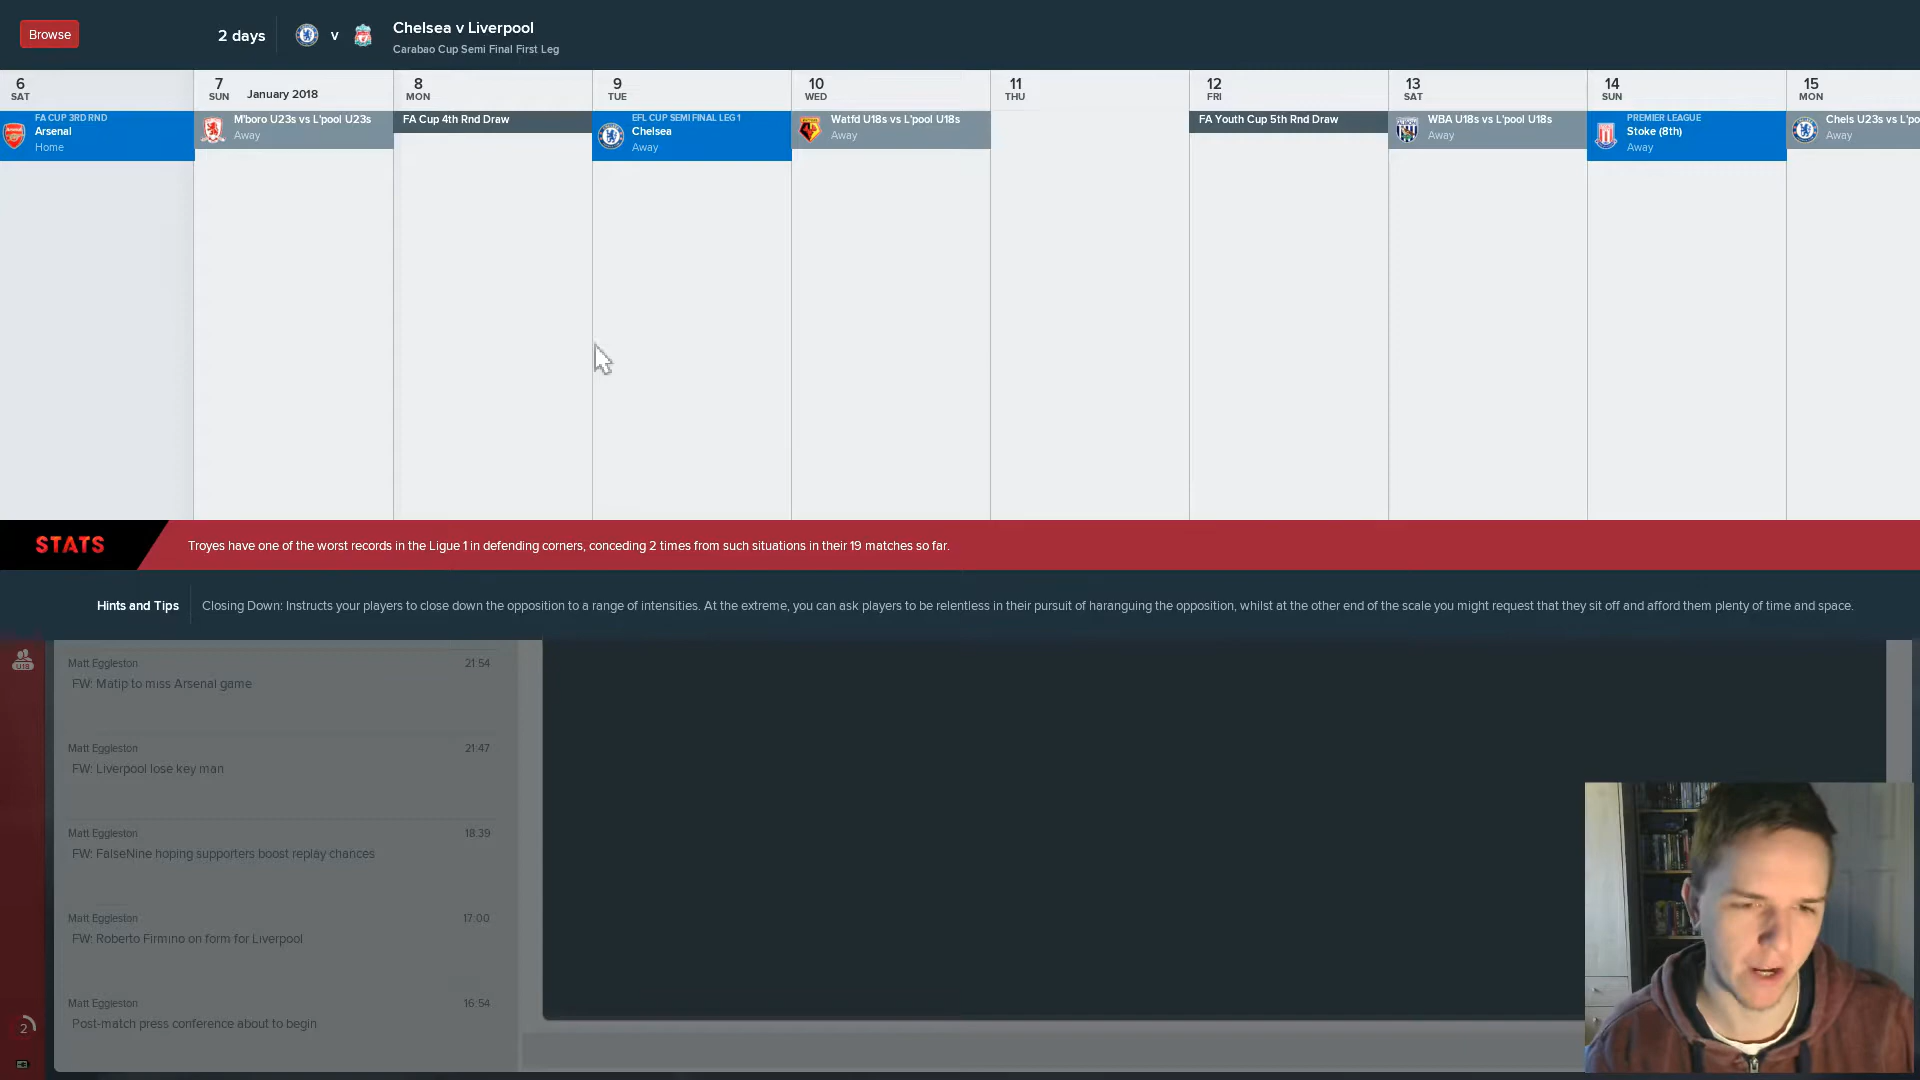 Browse
2 days
v
Chelsea v Liverpool
Carabao Cup Semi Final First Leg
6
SAT
7
SUN
January 2018
8
MON
9
TUE
10
WED
11
THU
12
FRI
13
SAT
14
SUN
15
MON
FA CUP 3RD RND
Arsenal
Home
M'boro U23s vs L'pool U23s
Away
FA Cup 4th Rnd Draw
EFL CUP SEMI FINAL LEG 1
Chelsea
Away
Watfd U18s vs L'pool U18s
Away
FA Youth Cup 5th Rnd Draw
WBA U18s vs L'pool U18s
Away
PREMIER LEAGUE
Stoke (8th)
Away
Chels U23s vs L'po
Away
STATS
Troyes have one of the worst records in the Ligue 1 in defending corners, conceding 2 times from such situations in their 19 matches so far.
Hints and Tips
Closing Down: Instructs your players to close down the opposition to a range of intensities. At the extreme, you can ask players to be relentless in their pursuit of haranguing the opposition, whilst at the other end of the scale you might request that they sit off and afford them plenty of time and space.
U18
Matt Eggleston
21:54
FW: Matip to miss Arsenal game
Matt Eggleston
21:47
FW: Liverpool lose key man
Matt Eggleston
18:39
FW: FalseNine hoping supporters boost replay chances
Matt Eggleston
17:00
FW: Roberto Firmino on form for Liverpool
Matt Eggleston
16:54
Post-match press conference about to begin
2